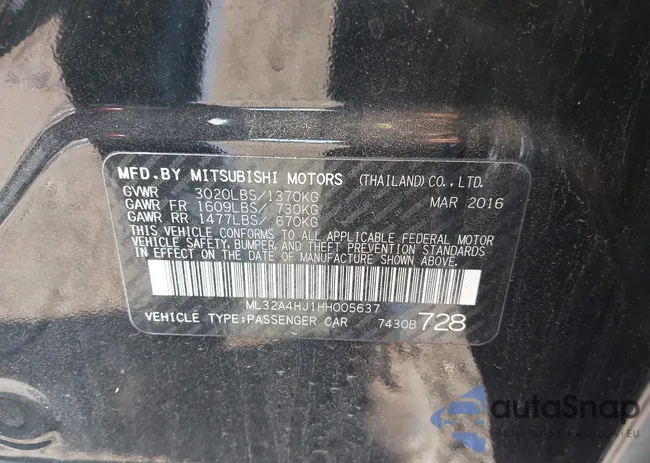 MFD.BY MITSUBISHI MOTORS (THAILAND)CO.,LTD.
GVWR 3020LBS/1370KG MAR 2016
GAWR FR 1609LBS/ 730KG
GAWR RR 1477LBS/ 670KG
THIS VEHICLE CONFORMS TO ALL APPLICABLE FEDERAL MOTOR
VEHICLE SAFETY, BUMPER, AND THEFT PREVENTION STANDARDS
IN EFFECT ON THE DATE OF MANUFACTURE SHOWN ABOVE.
ML32A4HJ1HH005637
VEHICLE TYPE:PASSENGER CAR 7430B 728
autaSnap